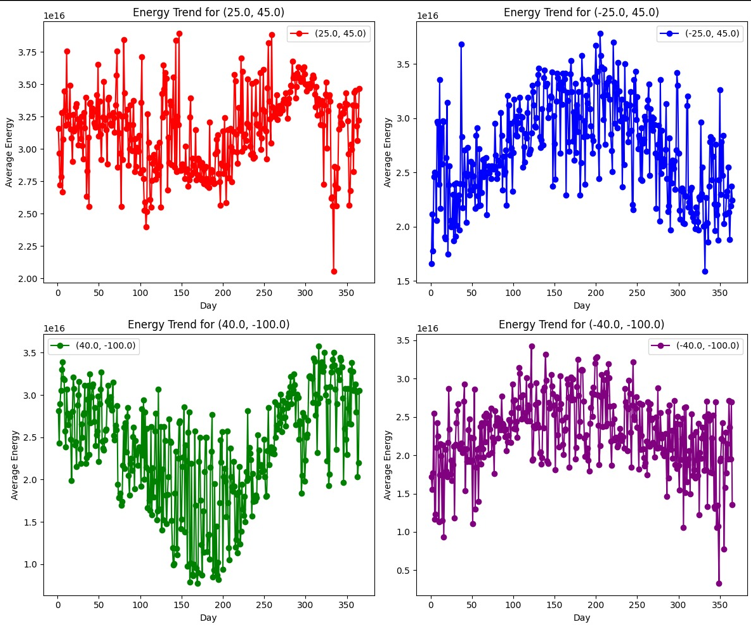 Energy Trend for (25.0, 45.0)
1e16
(25.0, 45.0)
3.75
3.50
3.25
3.00
2.75
2.50
2.25
2.00
Average Energy
0 50 100 150 200 250 300 350
Day
Energy Trend for (-25.0, 45.0)
1e16
(-25.0, 45.0)
3.5
3.0
2.5
2.0
1.5
Average Energy
0 50 100 150 200 250 300 350
Day
Energy Trend for (40.0, -100.0)
1e16
(40.0, -100.0)
3.5
3.0
2.5
2.0
1.5
1.0
Average Energy
0 50 100 150 200 250 300 350
Day
Energy Trend for (-40.0, -100.0)
1e16
(-40.0, -100.0)
3.5
3.0
2.5
2.0
1.5
1.0
0.5
Average Energy
0 50 100 150 200 250 300 350
Day